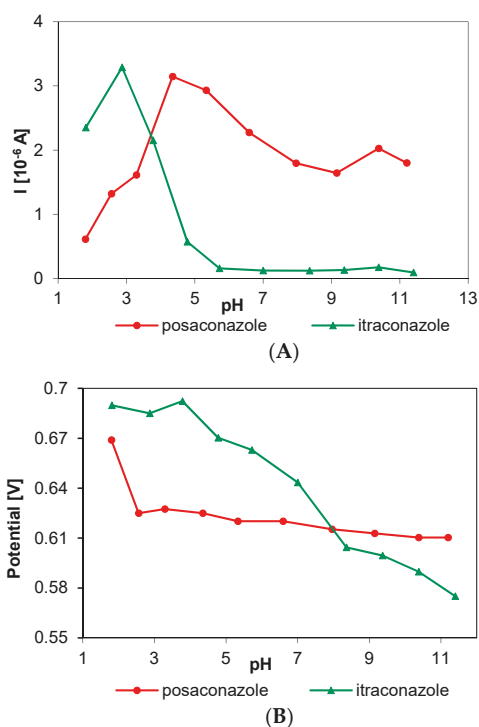 4
3
2
1
0
I [10⁻⁶ A]
1 3 5 7 9 11 13
pH
posaconazole itraconazole
(A)
0.7
0.67
0.64
0.61
0.58
0.55
Potential [V]
1 3 5 7 9 11
pH
posaconazole itraconazole
(B)